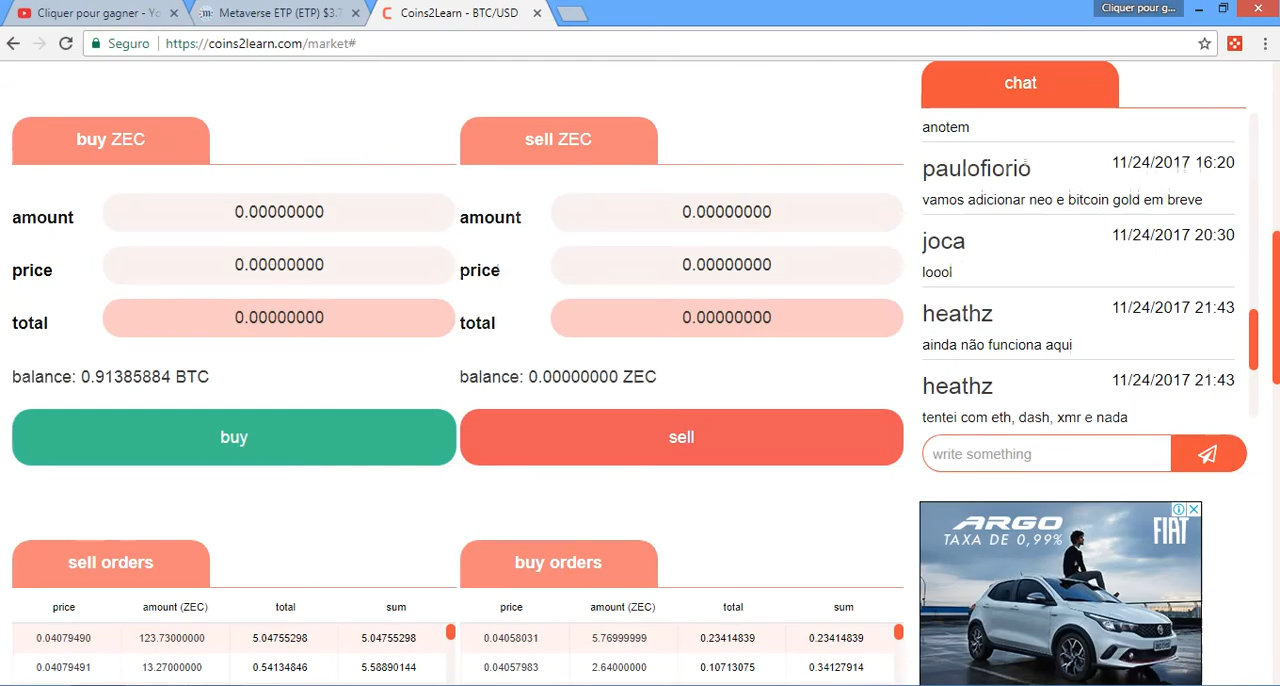 Cliquer pour gagner - Yo
Metaverse ETP (ETP) $3.7
Coins2Learn - BTC/USD
Cliquer pour g...
Seguro
https://coins2learn.com/market#
buy ZEC
amount 0.00000000
price 0.00000000
total 0.00000000
balance: 0.91385884 BTC
buy
sell ZEC
amount 0.00000000
price 0.00000000
total 0.00000000
balance: 0.00000000 ZEC
sell
sell orders
price amount (ZEC) total sum
0.04079490 123.73000000 5.04755298 5.04755298
0.04079491 13.27000000 0.54134846 5.58890144
buy orders
price amount (ZEC) total sum
0.04058031 5.76999999 0.23414839 0.23414839
0.04057983 2.64000000 0.10713075 0.34127914
chat
anotem
paulofiorio 11/24/2017 16:20
vamos adicionar neo e bitcoin gold em breve
joca 11/24/2017 20:30
loool
heathz 11/24/2017 21:43
ainda não funciona aqui
heathz 11/24/2017 21:43
tentei com eth, dash, xmr e nada
write something
ARGO
TAXA DE 0,99%
FIAT